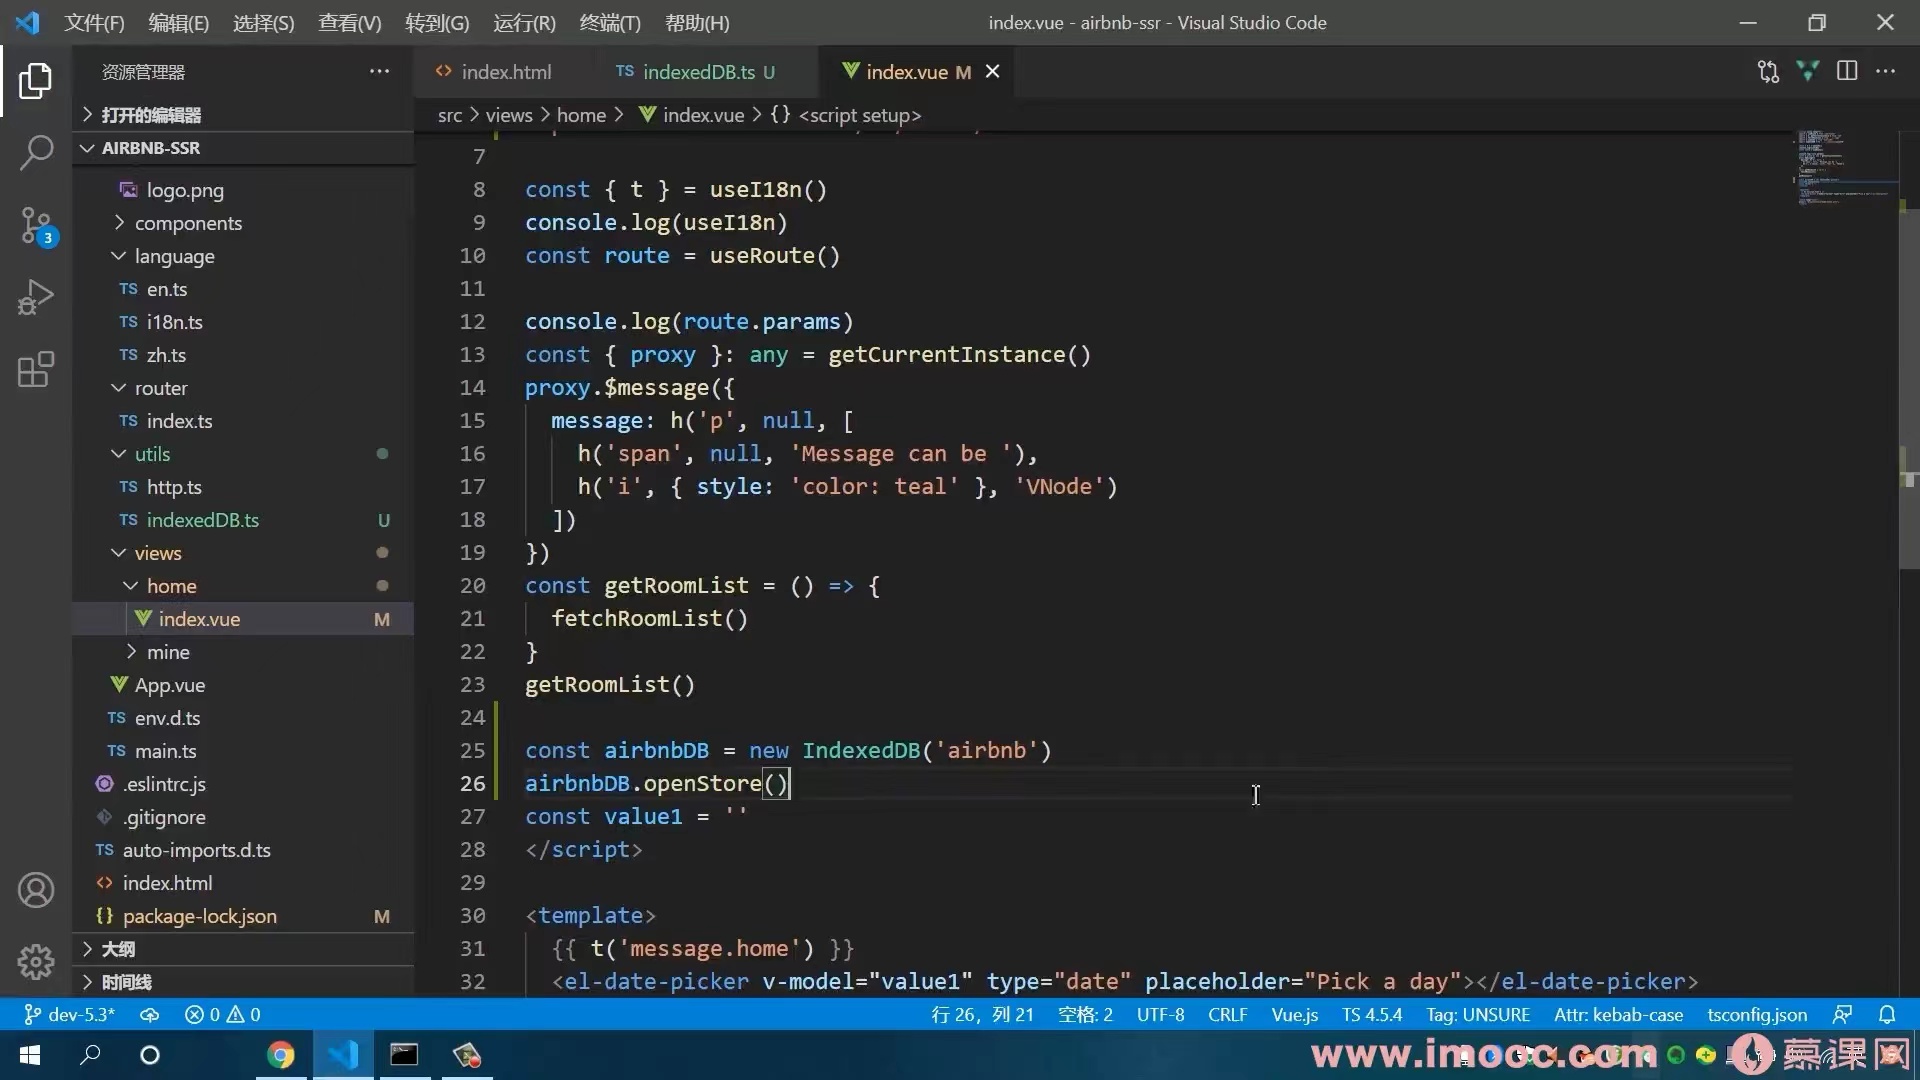 文件(F) 编辑(E) 选择(S) 查看(V) 转到(G) 运行(R) 终端(T) 帮助(H) index.vue - airbnb-ssr - Visual Studio Code
资源管理器
index.html
TS indexedDB.ts U
index.vue M
打开的编辑器
src > views > home > index.vue > {} <script setup>
AIRBNB-SSR
logo.png
components
language
TS en.ts
TS i18n.ts
TS zh.ts
router
TS index.ts
utils
TS http.ts
TS indexedDB.ts U
views
home
index.vue M
mine
App.vue
TS env.d.ts
TS main.ts
.eslintrc.js
.gitignore
TS auto-imports.d.ts
<> index.html
{} package-lock.json M
大纲
时间线
3
7
8 const { t } = useI18n()
9 console.log(useI18n)
10 const route = useRoute()
11
12 console.log(route.params)
13 const { proxy }: any = getCurrentInstance()
14 proxy.$message({
15 message: h('p', null, [
16 h('span', null, 'Message can be '),
17 h('i', { style: 'color: teal' }, 'VNode')
18 ])
19 })
20 const getRoomList = () => {
21 fetchRoomList()
22 }
23 getRoomList()
24
25 const airbnbDB = new IndexedDB('airbnb')
26 airbnbDB.openStore()
27 const value1 = ''
28 </script>
29
30 <template>
31 {{ t('message.home') }}
32 <el-date-picker v-model="value1" type="date" placeholder="Pick a day"></el-date-picker>
dev-5.3* 0 0 行 26，列 21 空格: 2 UTF-8 CRLF Vue.js TS 4.5.4 Tag: UNSURE Attr: kebab-case tsconfig.json
www.imooc.com 慕课网